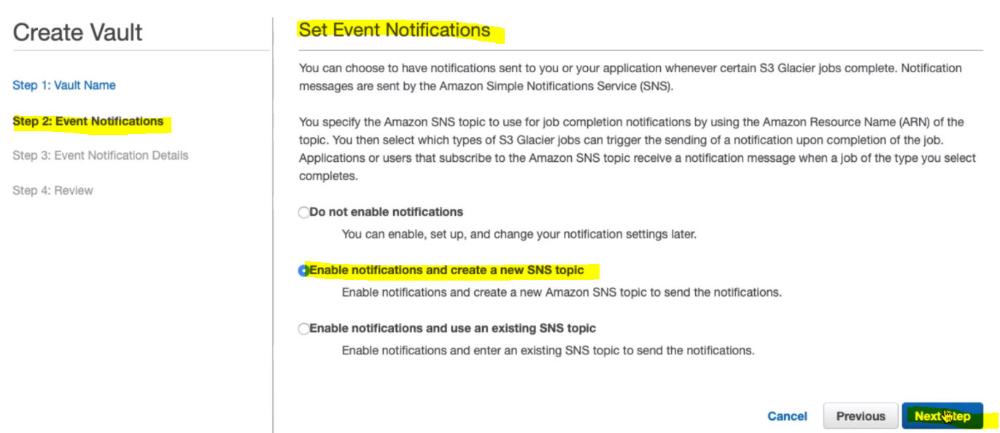 Create Vault
Step 1: Vault Name
Step 2: Event Notifications
Step 3: Event Notification Details
Step 4: Review
Set Event Notifications
You can choose to have notifications sent to you or your application whenever certain S3 Glacier jobs complete. Notification
messages are sent by the Amazon Simple Notifications Service (SNS).
You specify the Amazon SNS topic to use for job completion notifications by using the Amazon Resource Name (ARN) of the
topic. You then select which types of S3 Glacier jobs can trigger the sending of a notification upon completion of the job.
Applications or users that subscribe to the Amazon SNS topic receive a notification message when a job of the type you select
completes.
Do not enable notifications
You can enable, set up, and change your notification settings later.
Enable notifications and create a new SNS topic
Enable notifications and create a new Amazon SNS topic to send the notifications.
Enable notifications and use an existing SNS topic
Enable notifications and enter an existing SNS topic to send the notifications.
Cancel
Previous
Next Step